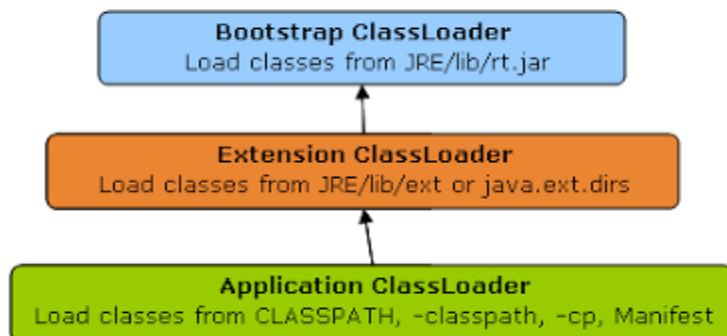 Bootstrap ClassLoader
Load classes from JRE/lib/rt.jar
Extension ClassLoader
Load classes from JRE/lib/ext or java.ext.dirs
Application ClassLoader
Load classes from CLASSPATH, -classpath, -cp, Manifest